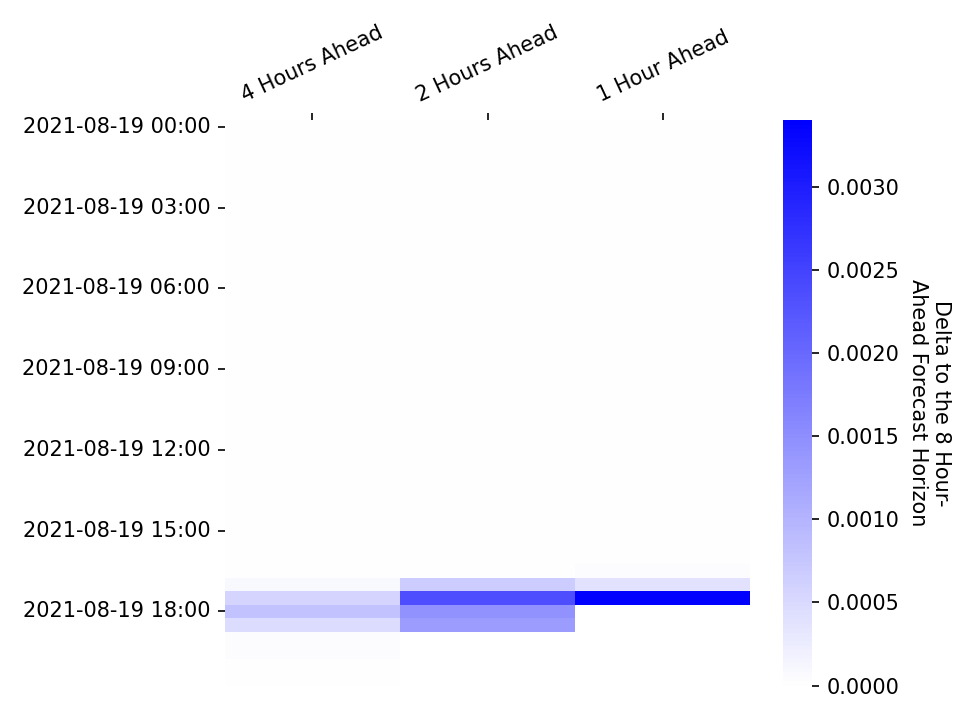 4 Hours Ahead
2 Hours Ahead
1 Hour Ahead
2021-08-19 00:00
2021-08-19 03:00
2021-08-19 06:00
2021-08-19 09:00
2021-08-19 12:00
2021-08-19 15:00
2021-08-19 18:00
0.0030
0.0025
0.0020
0.0015
0.0010
0.0005
0.0000
Delta to the 8 Hour-
Ahead Forecast Horizon